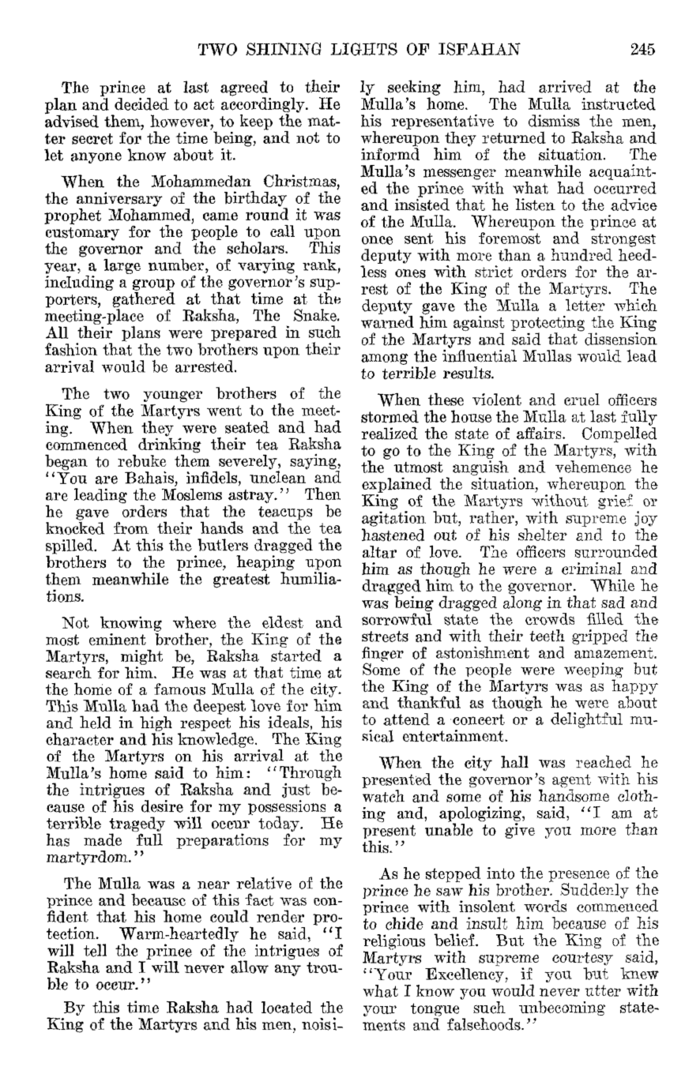 TWO SHINING LIGHTS OF ISFAHAN 245
The prince at last agreed to their
plan and decided to act accordingly. He
advised them, however, to keep the mat-
ter secret for the time being, and not to
let anyone know about it.
When the Mohammedan Christmas,
the anniversary of the birthday of the
prophet Mohammed, came round it was
customary for the people to call upon
the governor and the scholars. This
year, a large number, of varying rank,
including a group of the governor's sup-
porters, gathered at that time at the
meeting-place of Raksha, The Snake.
All their plans were prepared in such
fashion that the two brothers upon their
arrival would be arrested.
The two younger brothers of the
King of the Martyrs went to the meet-
ing. When they were seated and had
commenced drinking their tea Raksha
began to rebuke them severely, saying,
"You are Bahais, infidels, unclean and
are leading the Moslems astray." Then
he gave orders that the teacups be
knocked from their hands and the tea
spilled. At this the butlers dragged the
brothers to the prince, heaping upon
them meanwhile the greatest humilia-
tions.
Not knowing where the eldest and
most eminent brother, the King of the
Martyrs, might be, Raksha started a
search for him. He was at that time at
the home of a famous Mulla of the city.
This Mulla had the deepest love for him
and held in high respect his ideals, his
character and his knowledge. The King
of the Martyrs on his arrival at the
Mulla's home said to him: "Through
the intrigues of Raksha and just be-
cause of his desire for my possessions a
terrible tragedy will occur today. He
has made full preparations for my
martyrdom."
The Mulla was a near relative of the
prince and because of this fact was con-
fident that his home could render pro-
tection. Warm-heartedly he said, "I
will tell the prince of the intrigues of
Raksha and I will never allow any trou-
ble to occur."
By this time Raksha had located the
King of the Martyrs and his men, noisi-
ly seeking him, had arrived at the
Mulla's home. The Mulla instructed
his representative to dismiss the men,
whereupon they returned to Raksha and
informd him of the situation. The
Mulla's messenger meanwhile acquaint-
ed the prince with what had occurred
and insisted that he listen to the advice
of the Mulla. Whereupon the prince at
once sent his foremost and strongest
deputy with more than a hundred heed-
less ones with strict orders for the ar-
rest of the King of the Martyrs. The
deputy gave the Mulla a letter which
warned him against protecting the King
of the Martyrs and said that dissension
among the influential Mullas would lead
to terrible results.
When these violent and cruel officers
stormed the house the Mulla at last fully
realized the state of affairs. Compelled
to go to the King of the Martyrs, with
the utmost anguish and vehemence he
explained the situation, whereupon the
King of the Martyrs without grief or
agitation but, rather, with supreme joy
hastened out of his shelter and to the
altar of love. The officers surrounded
him as though he were a criminal and
dragged him to the governor. While he
was being dragged along in that sad and
sorrowful state the crowds filled the
streets and with their teeth gripped the
finger of astonishment and amazement.
Some of the people were weeping but
the King of the Martyrs was as happy
and thankful as though he were about
to attend a concert or a delightful mu-
sical entertainment.
When the city hall was reached he
presented the governor's agent with his
watch and some of his handsome cloth-
ing and, apologizing, said, "I am at
present unable to give you more than
this."
As he stepped into the presence of the
prince he saw his brother. Suddenly the
prince with insolent words commenced
to chide and insult him because of his
religious belief. But the King of the
Martyrs with supreme courtesy said,
"Your Excellency, if you but knew
what I know you would never utter with
your tongue such unbecoming state-
ments and falsehoods."